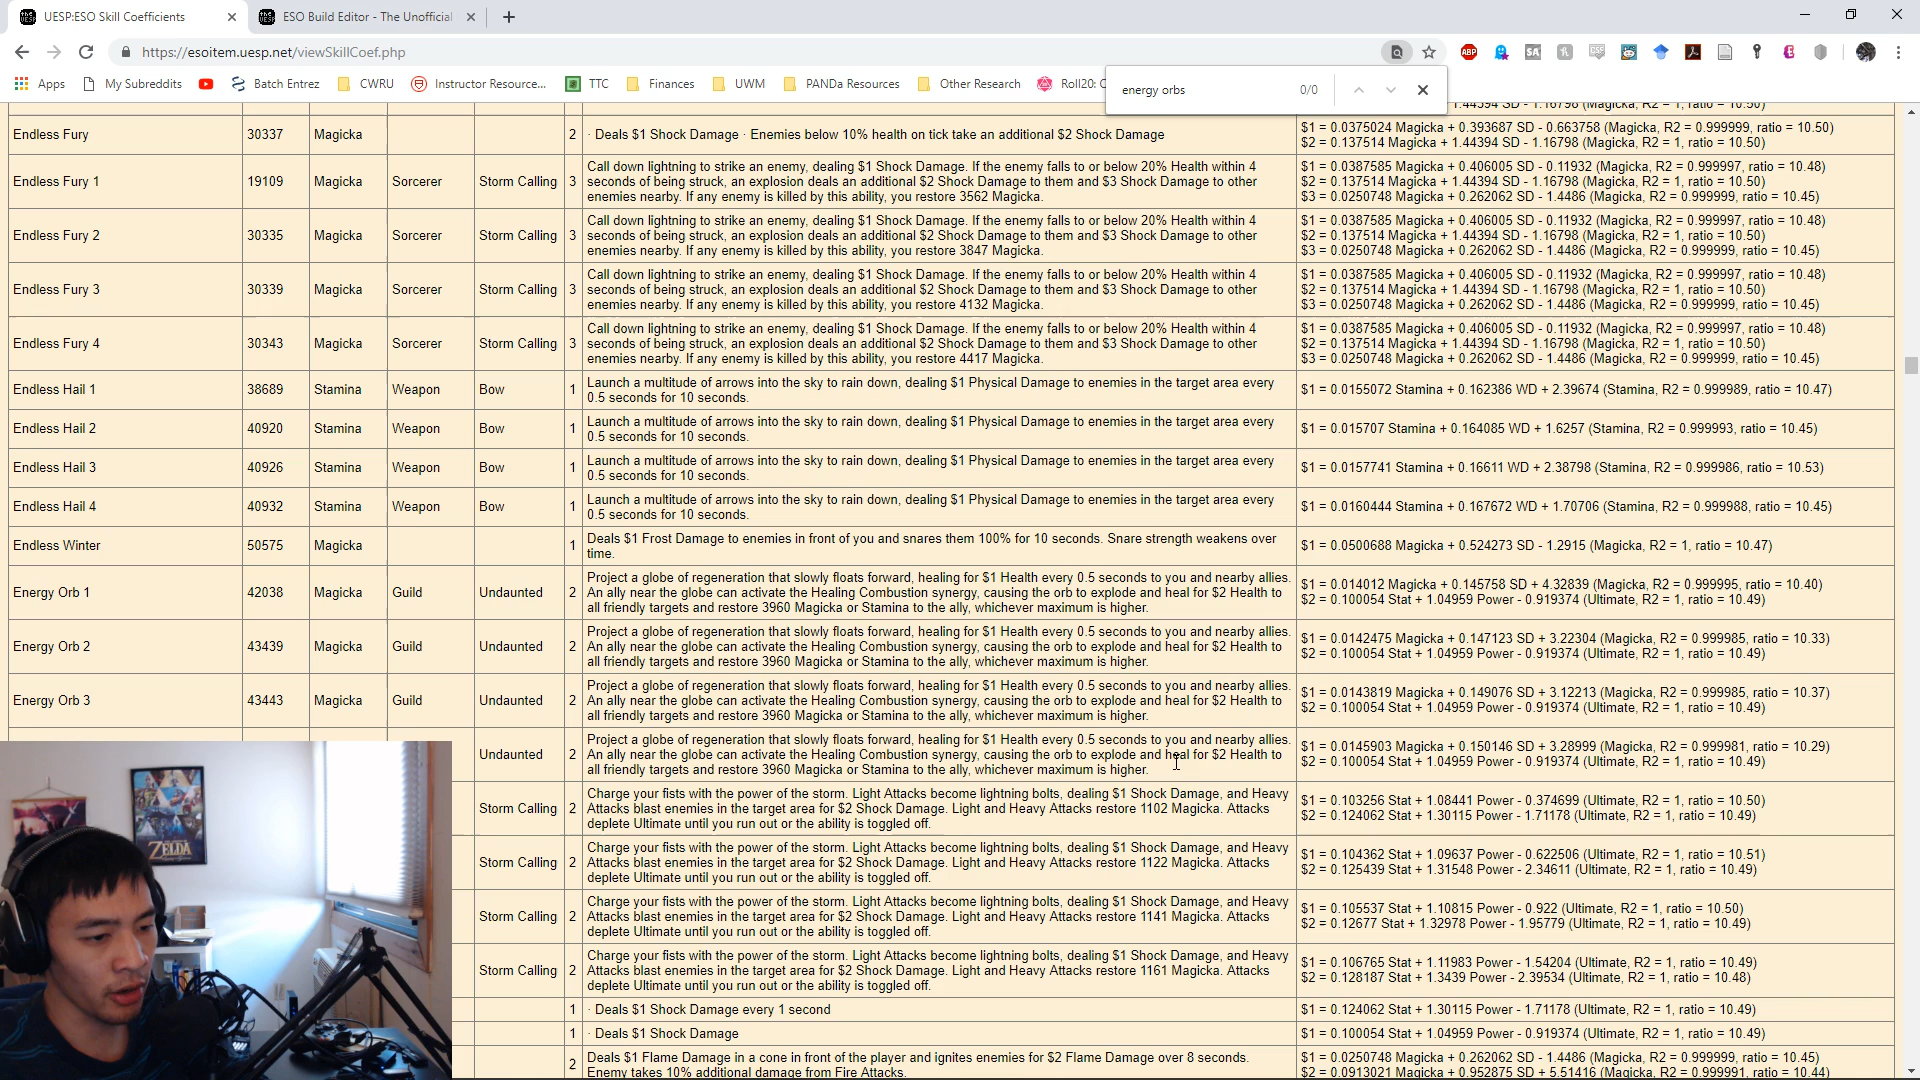 UESP:ESO Skill Coefficients
ESO Build Editor - The Unofficial
https://esoitem.uesp.net/viewSkillCoef.php
energy orbs 0/0
Apps My Subreddits Batch Entrez CWRU Instructor Resource... TTC Finances UWM PANDa Resources Other Research Roll20:
Endless Fury 30337 Magicka 2 · Deals $1 Shock Damage · Enemies below 10% health on tick take an additional $2 Shock Damage
$1 = 0.0375024 Magicka + 0.393687 SD - 0.663758 (Magicka, R2 = 0.999999, ratio = 10.50)
$2 = 0.137514 Magicka + 1.44394 SD - 1.16798 (Magicka, R2 = 1, ratio = 10.50)
Endless Fury 1 19109 Magicka Sorcerer Storm Calling 3
Call down lightning to strike an enemy, dealing $1 Shock Damage. If the enemy falls to or below 20% Health within 4
seconds of being struck, an explosion deals an additional $2 Shock Damage to them and $3 Shock Damage to other
enemies nearby. If any enemy is killed by this ability, you restore 3562 Magicka.
$1 = 0.0387585 Magicka + 0.406005 SD - 0.11932 (Magicka, R2 = 0.999997, ratio = 10.48)
$2 = 0.137514 Magicka + 1.44394 SD - 1.16798 (Magicka, R2 = 1, ratio = 10.50)
$3 = 0.0250748 Magicka + 0.262062 SD - 1.4486 (Magicka, R2 = 0.999999, ratio = 10.45)
Endless Fury 2 30335 Magicka Sorcerer Storm Calling 3
Call down lightning to strike an enemy, dealing $1 Shock Damage. If the enemy falls to or below 20% Health within 4
seconds of being struck, an explosion deals an additional $2 Shock Damage to them and $3 Shock Damage to other
enemies nearby. If any enemy is killed by this ability, you restore 3847 Magicka.
$1 = 0.0387585 Magicka + 0.406005 SD - 0.11932 (Magicka, R2 = 0.999997, ratio = 10.48)
$2 = 0.137514 Magicka + 1.44394 SD - 1.16798 (Magicka, R2 = 1, ratio = 10.50)
$3 = 0.0250748 Magicka + 0.262062 SD - 1.4486 (Magicka, R2 = 0.999999, ratio = 10.45)
Endless Fury 3 30339 Magicka Sorcerer Storm Calling 3
Call down lightning to strike an enemy, dealing $1 Shock Damage. If the enemy falls to or below 20% Health within 4
seconds of being struck, an explosion deals an additional $2 Shock Damage to them and $3 Shock Damage to other
enemies nearby. If any enemy is killed by this ability, you restore 4132 Magicka.
$1 = 0.0387585 Magicka + 0.406005 SD - 0.11932 (Magicka, R2 = 0.999997, ratio = 10.48)
$2 = 0.137514 Magicka + 1.44394 SD - 1.16798 (Magicka, R2 = 1, ratio = 10.50)
$3 = 0.0250748 Magicka + 0.262062 SD - 1.4486 (Magicka, R2 = 0.999999, ratio = 10.45)
Endless Fury 4 30343 Magicka Sorcerer Storm Calling 3
Call down lightning to strike an enemy, dealing $1 Shock Damage. If the enemy falls to or below 20% Health within 4
seconds of being struck, an explosion deals an additional $2 Shock Damage to them and $3 Shock Damage to other
enemies nearby. If any enemy is killed by this ability, you restore 4417 Magicka.
$1 = 0.0387585 Magicka + 0.406005 SD - 0.11932 (Magicka, R2 = 0.999997, ratio = 10.48)
$2 = 0.137514 Magicka + 1.44394 SD - 1.16798 (Magicka, R2 = 1, ratio = 10.50)
$3 = 0.0250748 Magicka + 0.262062 SD - 1.4486 (Magicka, R2 = 0.999999, ratio = 10.45)
Endless Hail 1 38689 Stamina Weapon Bow 1
Launch a multitude of arrows into the sky to rain down, dealing $1 Physical Damage to enemies in the target area every
0.5 seconds for 10 seconds.
$1 = 0.0155072 Stamina + 0.162386 WD + 2.39674 (Stamina, R2 = 0.999989, ratio = 10.47)
Endless Hail 2 40920 Stamina Weapon Bow 1
Launch a multitude of arrows into the sky to rain down, dealing $1 Physical Damage to enemies in the target area every
0.5 seconds for 10 seconds.
$1 = 0.015707 Stamina + 0.164085 WD + 1.6257 (Stamina, R2 = 0.999993, ratio = 10.45)
Endless Hail 3 40926 Stamina Weapon Bow 1
Launch a multitude of arrows into the sky to rain down, dealing $1 Physical Damage to enemies in the target area every
0.5 seconds for 10 seconds.
$1 = 0.0157741 Stamina + 0.16611 WD + 2.38798 (Stamina, R2 = 0.999986, ratio = 10.53)
Endless Hail 4 40932 Stamina Weapon Bow 1
Launch a multitude of arrows into the sky to rain down, dealing $1 Physical Damage to enemies in the target area every
0.5 seconds for 10 seconds.
$1 = 0.0160444 Stamina + 0.167672 WD + 1.70706 (Stamina, R2 = 0.999988, ratio = 10.45)
Endless Winter 50575 Magicka 1
Deals $1 Frost Damage to enemies in front of you and snares them 100% for 10 seconds. Snare strength weakens over
time.
$1 = 0.0500688 Magicka + 0.524273 SD - 1.2915 (Magicka, R2 = 1, ratio = 10.47)
Energy Orb 1 42038 Magicka Guild Undaunted 2
Project a globe of regeneration that slowly floats forward, healing for $1 Health every 0.5 seconds to you and nearby allies.
An ally near the globe can activate the Healing Combustion synergy, causing the orb to explode and heal for $2 Health to
all friendly targets and restore 3960 Magicka or Stamina to the ally, whichever maximum is higher.
$1 = 0.014012 Magicka + 0.145758 SD + 4.32839 (Magicka, R2 = 0.999995, ratio = 10.40)
$2 = 0.100054 Stat + 1.04959 Power - 0.919374 (Ultimate, R2 = 1, ratio = 10.49)
Energy Orb 2 43439 Magicka Guild Undaunted 2
Project a globe of regeneration that slowly floats forward, healing for $1 Health every 0.5 seconds to you and nearby allies.
An ally near the globe can activate the Healing Combustion synergy, causing the orb to explode and heal for $2 Health to
all friendly targets and restore 3960 Magicka or Stamina to the ally, whichever maximum is higher.
$1 = 0.0142475 Magicka + 0.147123 SD + 3.22304 (Magicka, R2 = 0.999985, ratio = 10.33)
$2 = 0.100054 Stat + 1.04959 Power - 0.919374 (Ultimate, R2 = 1, ratio = 10.49)
Energy Orb 3 43443 Magicka Guild Undaunted 2
Project a globe of regeneration that slowly floats forward, healing for $1 Health every 0.5 seconds to you and nearby allies.
An ally near the globe can activate the Healing Combustion synergy, causing the orb to explode and heal for $2 Health to
all friendly targets and restore 3960 Magicka or Stamina to the ally, whichever maximum is higher.
$1 = 0.0143819 Magicka + 0.149076 SD + 3.12213 (Magicka, R2 = 0.999985, ratio = 10.37)
$2 = 0.100054 Stat + 1.04959 Power - 0.919374 (Ultimate, R2 = 1, ratio = 10.49)
Undaunted 2
Project a globe of regeneration that slowly floats forward, healing for $1 Health every 0.5 seconds to you and nearby allies.
An ally near the globe can activate the Healing Combustion synergy, causing the orb to explode and heal for $2 Health to
all friendly targets and restore 3960 Magicka or Stamina to the ally, whichever maximum is higher.
$1 = 0.0145903 Magicka + 0.150146 SD + 3.28999 (Magicka, R2 = 0.999981, ratio = 10.29)
$2 = 0.100054 Stat + 1.04959 Power - 0.919374 (Ultimate, R2 = 1, ratio = 10.49)
Storm Calling 2
Charge your fists with the power of the storm. Light Attacks become lightning bolts, dealing $1 Shock Damage, and Heavy
Attacks blast enemies in the target area for $2 Shock Damage. Light and Heavy Attacks restore 1102 Magicka. Attacks
deplete Ultimate until you run out or the ability is toggled off.
$1 = 0.103256 Stat + 1.08441 Power - 0.374699 (Ultimate, R2 = 1, ratio = 10.50)
$2 = 0.124062 Stat + 1.30115 Power - 1.71178 (Ultimate, R2 = 1, ratio = 10.49)
Storm Calling 2
Charge your fists with the power of the storm. Light Attacks become lightning bolts, dealing $1 Shock Damage, and Heavy
Attacks blast enemies in the target area for $2 Shock Damage. Light and Heavy Attacks restore 1122 Magicka. Attacks
deplete Ultimate until you run out or the ability is toggled off.
$1 = 0.104362 Stat + 1.09637 Power - 0.622506 (Ultimate, R2 = 1, ratio = 10.51)
$2 = 0.125439 Stat + 1.31548 Power - 2.34611 (Ultimate, R2 = 1, ratio = 10.49)
Storm Calling 2
Charge your fists with the power of the storm. Light Attacks become lightning bolts, dealing $1 Shock Damage, and Heavy
Attacks blast enemies in the target area for $2 Shock Damage. Light and Heavy Attacks restore 1141 Magicka. Attacks
deplete Ultimate until you run out or the ability is toggled off.
$1 = 0.105537 Stat + 1.10815 Power - 0.922 (Ultimate, R2 = 1, ratio = 10.50)
$2 = 0.12677 Stat + 1.32978 Power - 1.95779 (Ultimate, R2 = 1, ratio = 10.49)
Storm Calling 2
Charge your fists with the power of the storm. Light Attacks become lightning bolts, dealing $1 Shock Damage, and Heavy
Attacks blast enemies in the target area for $2 Shock Damage. Light and Heavy Attacks restore 1161 Magicka. Attacks
deplete Ultimate until you run out or the ability is toggled off.
$1 = 0.106765 Stat + 1.11983 Power - 1.54204 (Ultimate, R2 = 1, ratio = 10.49)
$2 = 0.128187 Stat + 1.3439 Power - 2.39534 (Ultimate, R2 = 1, ratio = 10.48)
1 · Deals $1 Shock Damage every 1 second $1 = 0.124062 Stat + 1.30115 Power - 1.71178 (Ultimate, R2 = 1, ratio = 10.49)
1 · Deals $1 Shock Damage $1 = 0.100054 Stat + 1.04959 Power - 0.919374 (Ultimate, R2 = 1, ratio = 10.49)
2 Deals $1 Flame Damage in a cone in front of the player and ignites enemies for $2 Flame Damage over 8 seconds.
Enemy takes 10% additional damage from Fire Attacks.
$1 = 0.0250748 Magicka + 0.262062 SD - 1.4486 (Magicka, R2 = 0.999999, ratio = 10.45)
$2 = 0.0913021 Magicka + 0.952875 SD + 5.51416 (Magicka, R2 = 0.999991, ratio = 10.44)
ZELDA